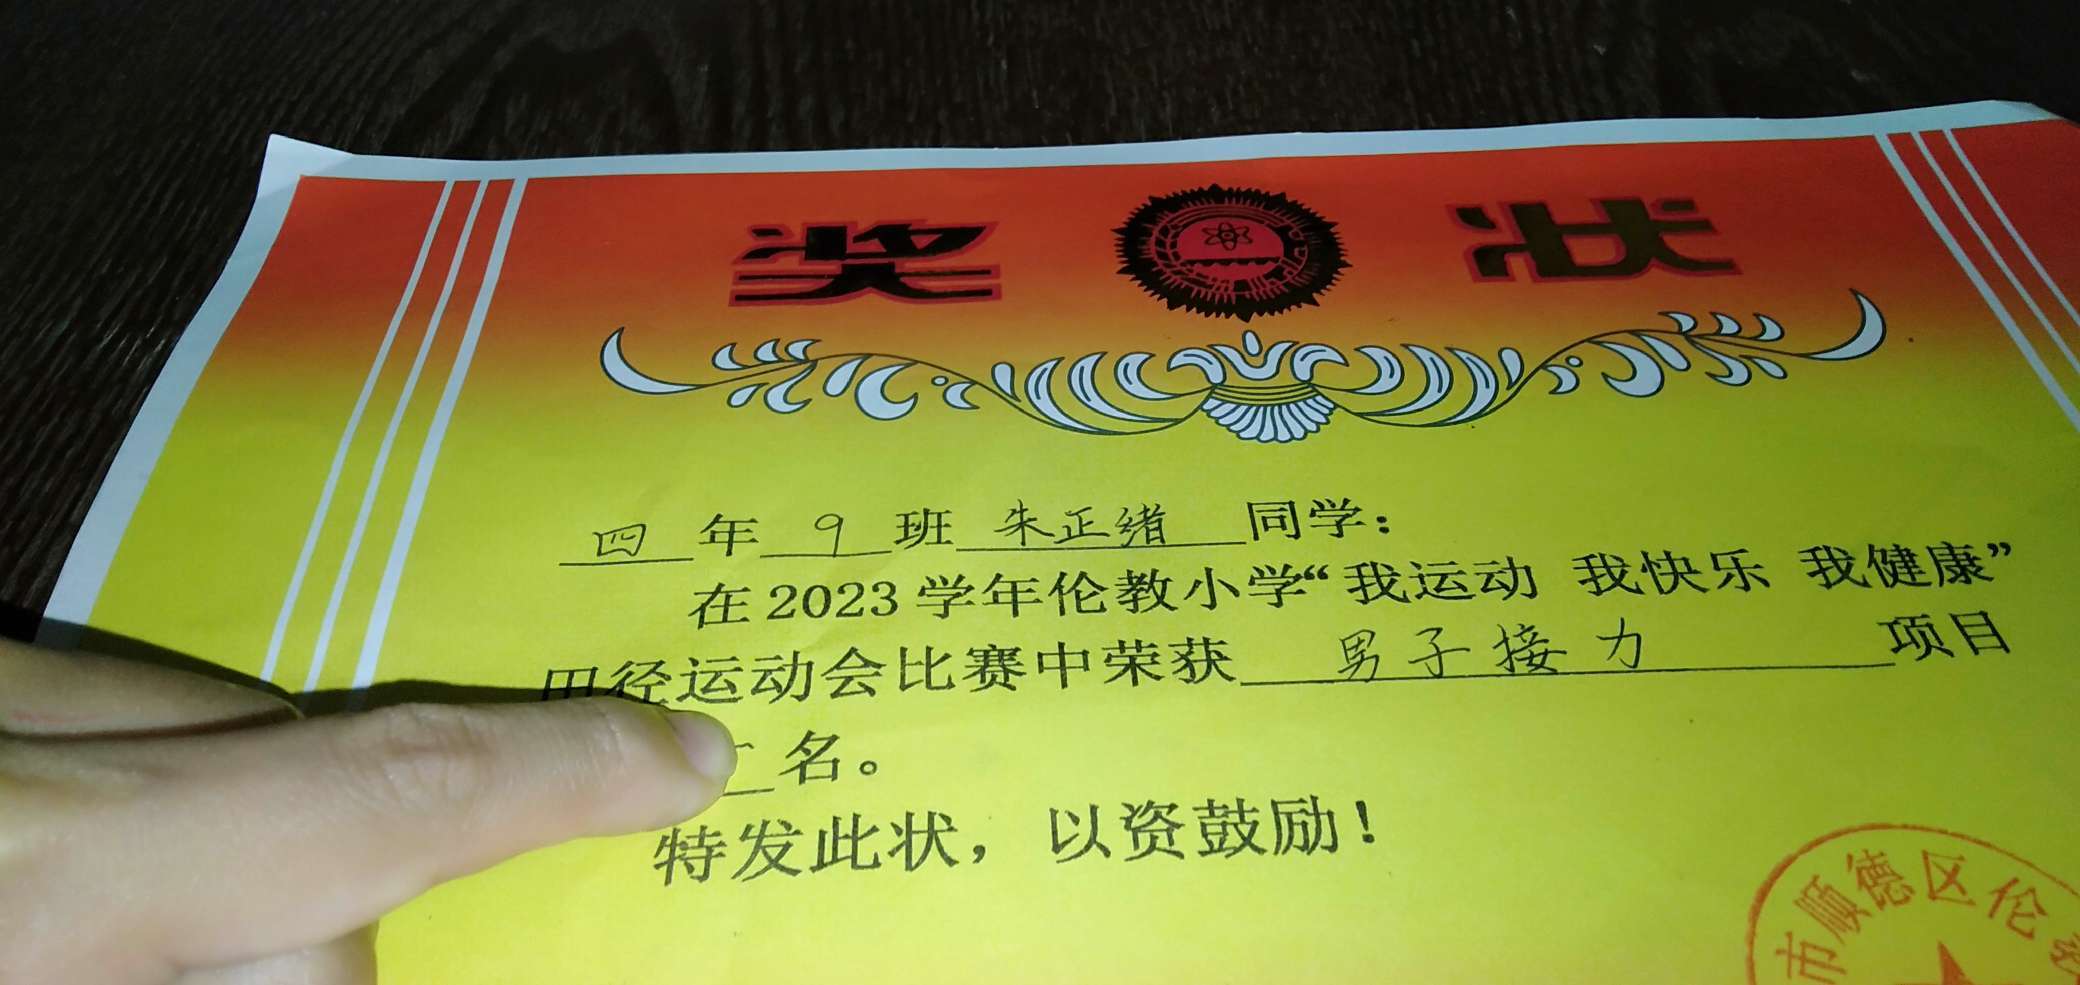 奖 状
四 年 9 班 朱正绪 同学：
在 2023 学年伦教小学“我运动 我快乐 我健康”
田径运动会比赛中荣获 男子接力 项目
名。
特发此状，以资鼓励！
市顺德区伦